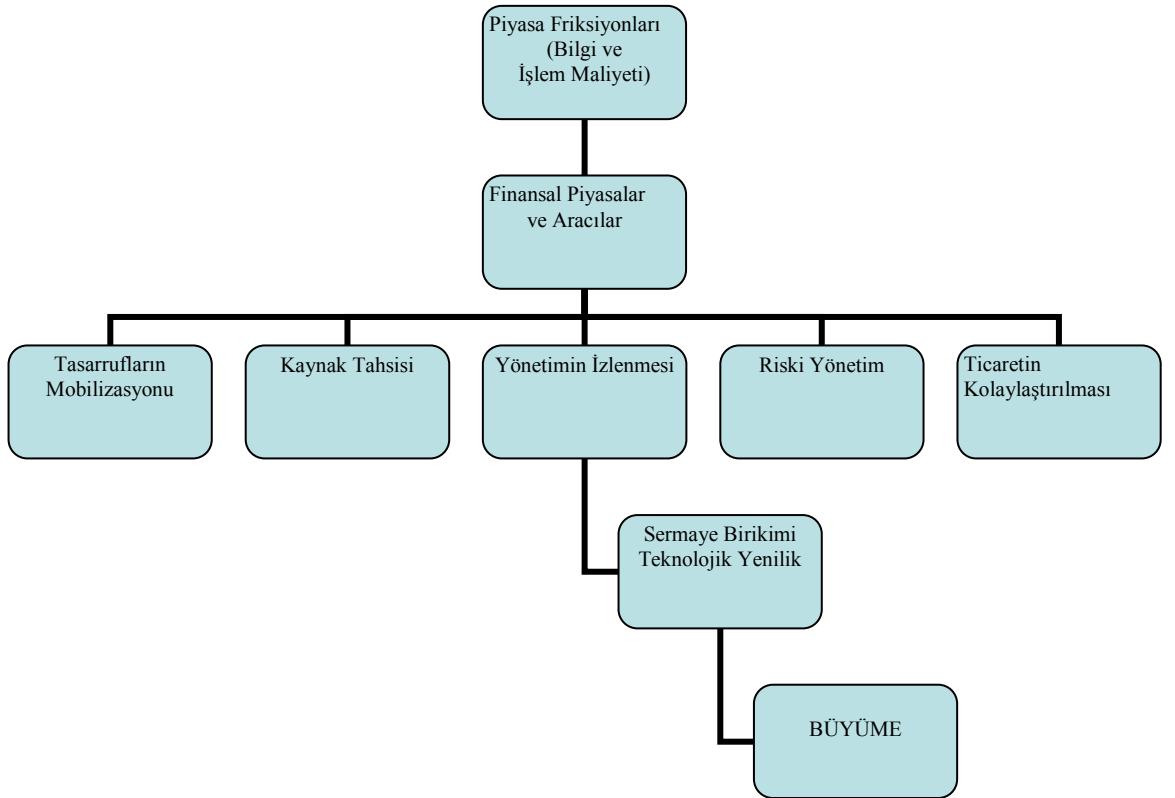 Piyasa Friksiyonları
(Bilgi ve
İşlem Maliyeti)
Finansal Piyasalar
ve Aracılar
Tasarrufların
Mobilizasyonu
Kaynak Tahsisi
Yönetimin İzlenmesi
Riski Yönetim
Ticaretin
Kolaylaştırılması
Sermaye Birikimi
Teknolojik Yenilik
BÜYÜME